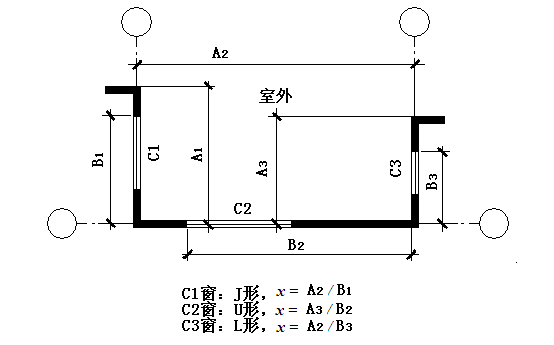 A2
室外
B1
C1
A1
A3
C3
B3
C2
B2
C1窗：J形，x = A2/B1
C2窗：U形，x = A3/B2
C3窗：L形，x = A2/B3